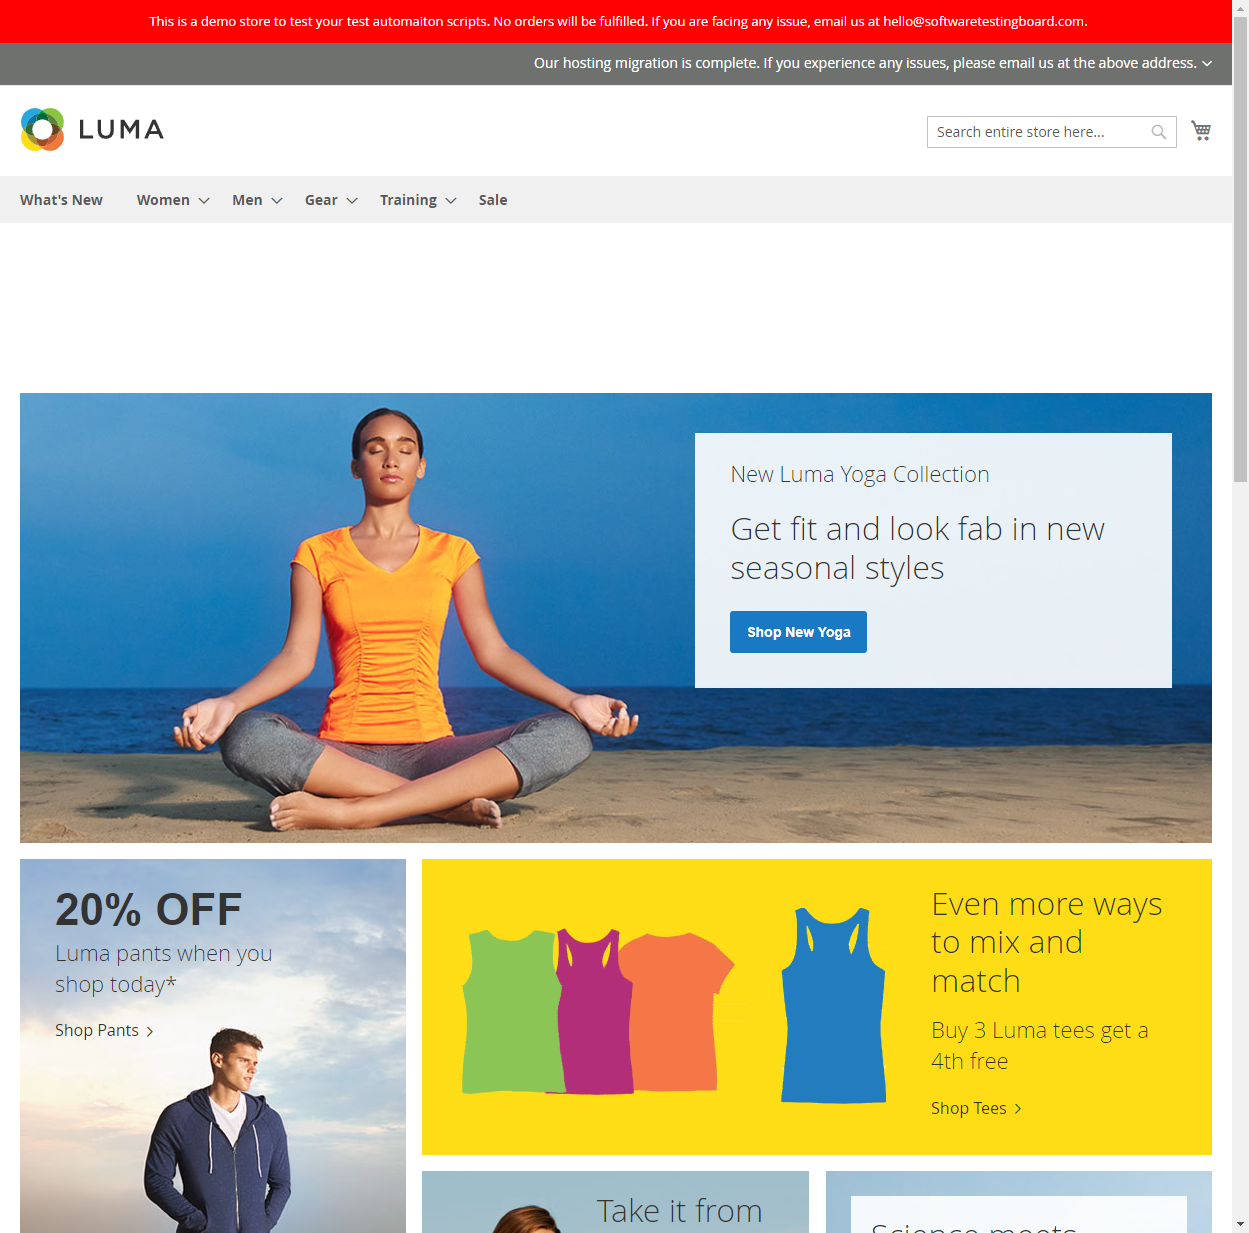 This is a demo store to test your test automaiton scripts. No orders will be fulfilled. If you are facing any issue, email us at hello@softwaretestingboard.com.
Our hosting migration is complete. If you experience any issues, please email us at the above address.
LUMA
Search entire store here...
What's New Women Men Gear Training Sale
New Luma Yoga Collection
Get fit and look fab in new
seasonal styles
Shop New Yoga
20% OFF
Luma pants when you
shop today*
Shop Pants
Even more ways
to mix and
match
Buy 3 Luma tees get a
4th free
Shop Tees
Take it from
Science meets